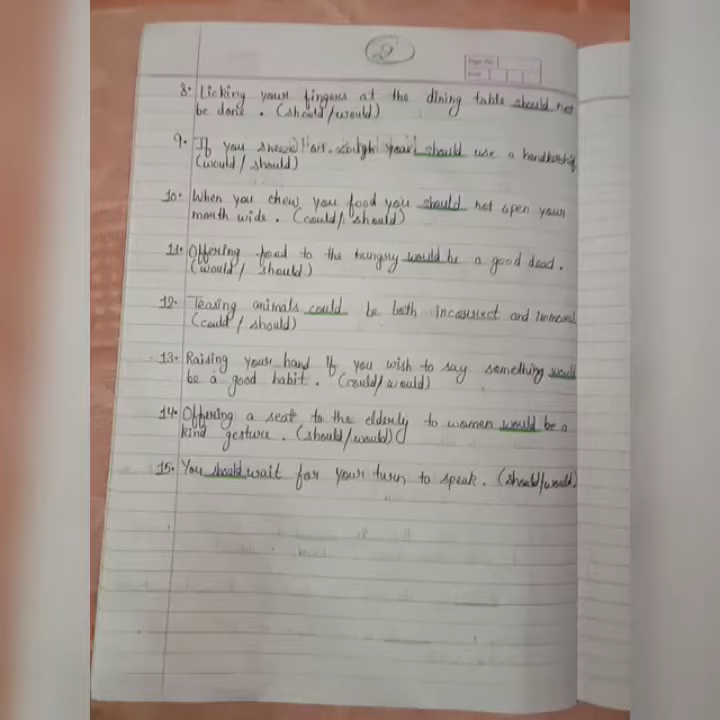 2
Page No.
Date
8. Licking your fingers at the dining table should not
be done. (should/would)
9. If you sneeze your should use a handkerchief
(would/should)
10. When you chew you food you should not open your
mouth wide. (could/should)
11. Offering food to the hungry would be a good dead.
(would/should)
12. Teasing animals could be both incorrect and immoral
(could/should)
13. Raising your hand if you wish to say something would
be a good habit. (could/would)
14. Offering a seat to the elderly to women would be a
kind gesture. (should/would)
15. You should wait for your turn to speak. (should/would)